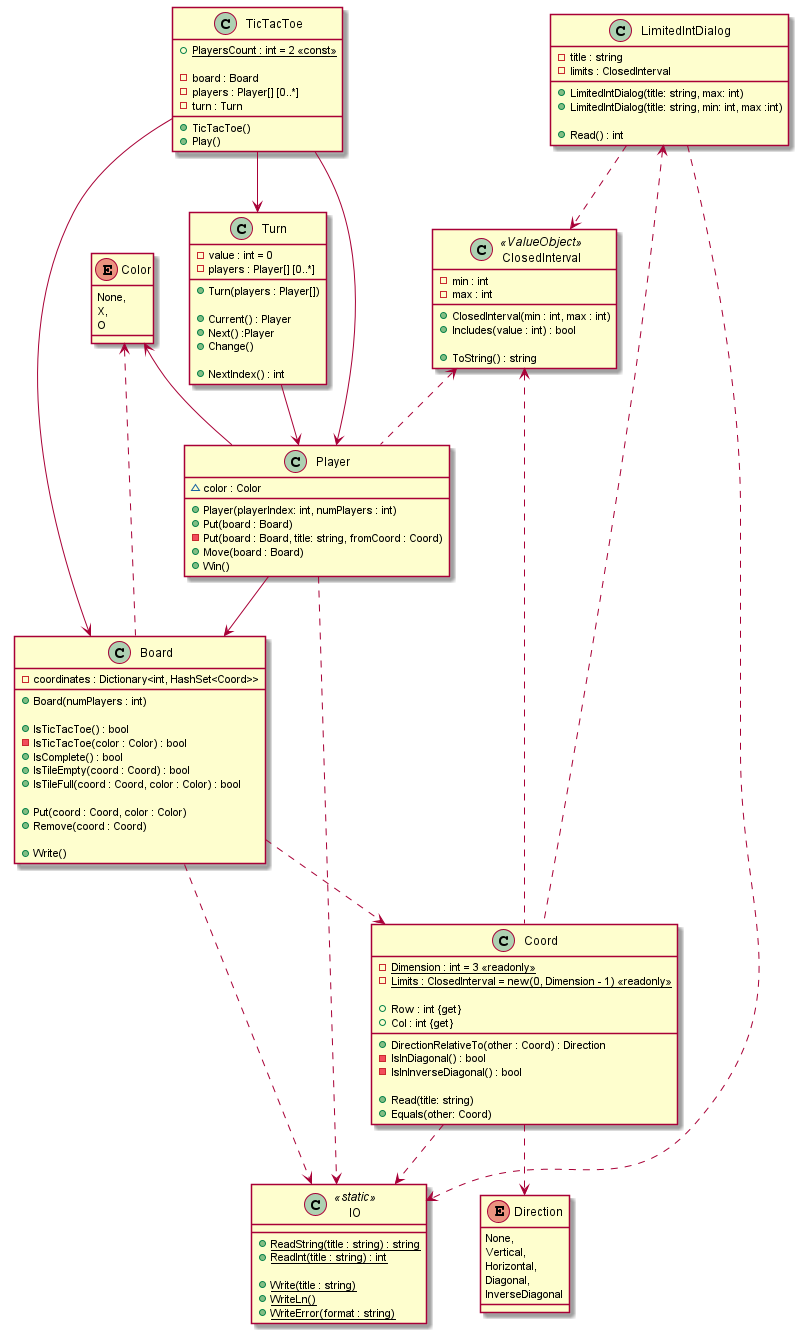 C TicTacToe
PlayersCount : int = 2 «const»
board : Board
players : Player[] [0..*]
turn : Turn
TicTacToe()
Play()
C LimitedIntDialog
title : string
limits : ClosedInterval
LimitedIntDialog(title: string, max: int)
LimitedIntDialog(title: string, min: int, max :int)
Read() : int
C Turn
value : int = 0
players : Player[] [0..*]
Turn(players : Player[])
Current() : Player
Next() :Player
Change()
NextIndex() : int
E Color
None,
X,
O
«ValueObject»
C ClosedInterval
min : int
max : int
ClosedInterval(min : int, max : int)
Includes(value : int) : bool
ToString() : string
C Player
color : Color
Player(playerIndex: int, numPlayers : int)
Put(board : Board)
Put(board : Board, title: string, fromCoord : Coord)
Move(board : Board)
Win()
C Board
coordinates : Dictionary<int, HashSet<Coord>>
Board(numPlayers : int)
IsTicTacToe() : bool
IsTicTacToe(color : Color) : bool
IsComplete() : bool
IsTileEmpty(coord : Coord) : bool
IsTileFull(coord : Coord, color : Color) : bool
Put(coord : Coord, color : Color)
Remove(coord : Coord)
Write()
C Coord
Dimension : int = 3 «readonly»
Limits : ClosedInterval = new(0, Dimension - 1) «readonly»
Row : int {get}
Col : int {get}
DirectionRelativeTo(other : Coord) : Direction
IsInDiagonal() : bool
IsInInverseDiagonal() : bool
Read(title: string)
Equals(other: Coord)
«static»
C IO
ReadString(title : string) : string
ReadInt(title : string) : int
Write(title : string)
WriteLn()
WriteError(format : string)
E Direction
None,
Vertical,
Horizontal,
Diagonal,
InverseDiagonal